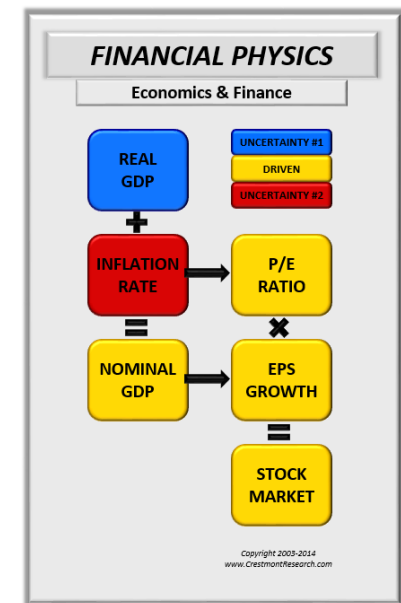 FINANCIAL PHYSICS
Economics & Finance
REAL
GDP
UNCERTAINTY #1
DRIVEN
UNCERTAINTY #2
+
INFLATION
RATE
P/E
RATIO
×
=
NOMINAL
GDP
EPS
GROWTH
=
STOCK
MARKET
Copyright 2003-2014
www.CrestmontResearch.com